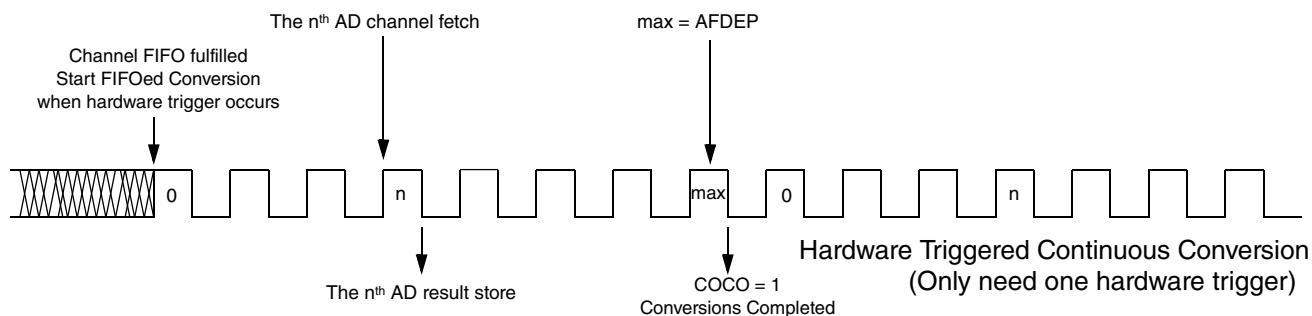 The nth AD channel fetch
max = AFDEP
Channel FIFO fulfilled
Start FIFOed Conversion
when hardware trigger occurs
0
n
max
0
n
Hardware Triggered Continuous Conversion
(Only need one hardware trigger)
The nth AD result store
COCO = 1
Conversions Completed